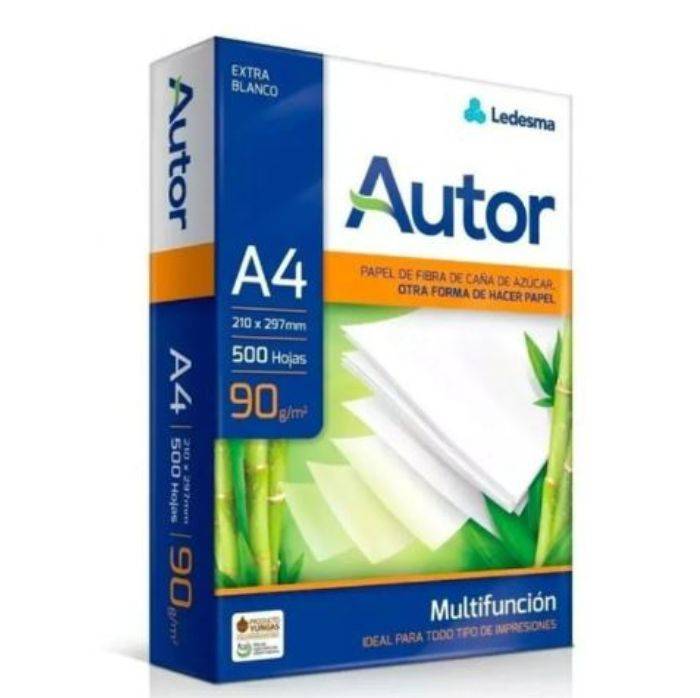 Autor
A4
210 x 297mm
500 Hojas
90 g/m²
EXTRA
BLANCO
Ledesma
Autor
PAPEL DE FIBRA DE CAÑA DE AZÚCAR,
OTRA FORMA DE HACER PAPEL
A4
210 x 297mm
500 Hojas
90 g/m²
Multifunción
IDEAL PARA TODO TIPO DE IMPRESIONES
PRODUCTO
YUNGAS